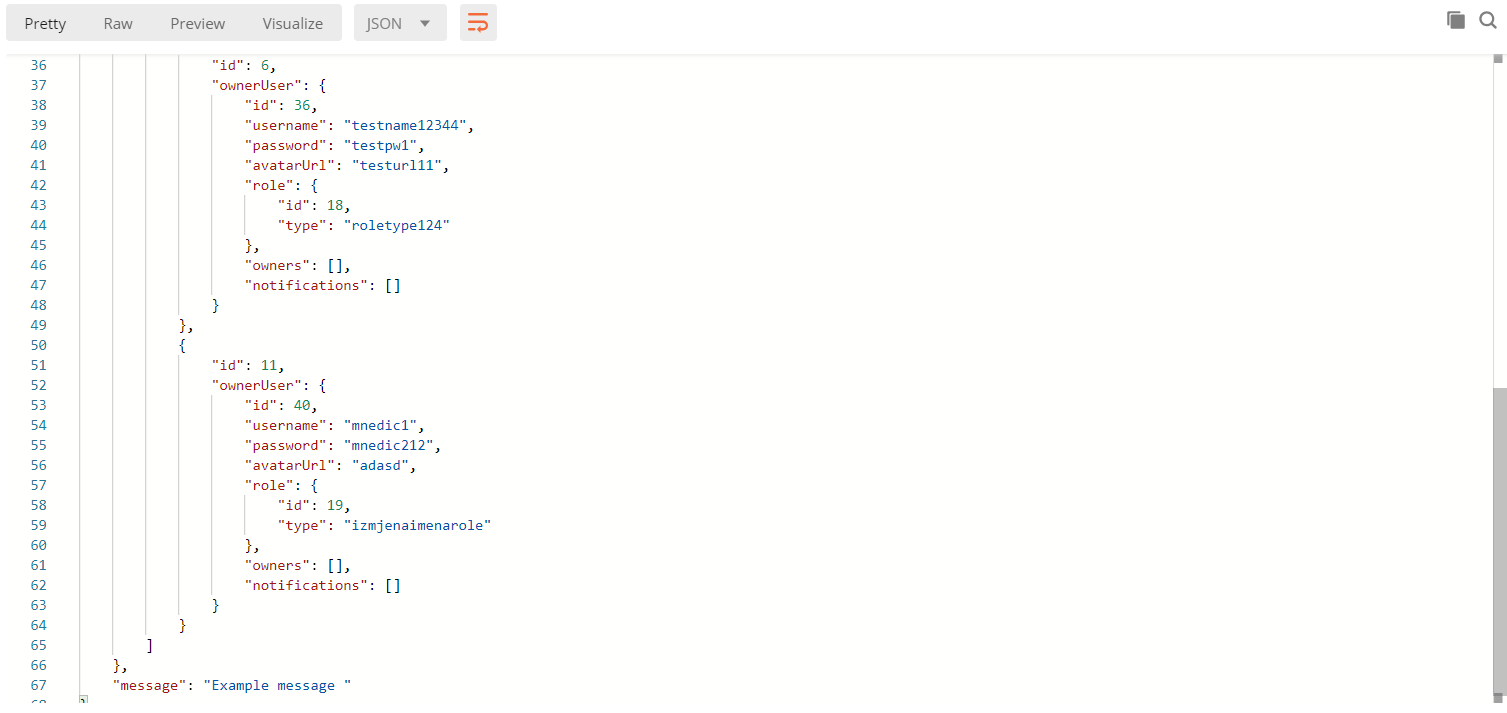 Pretty Raw Preview Visualize JSON
36 "id": 6,
37 "ownerUser": {
38 "id": 36,
39 "username": "testname12344",
40 "password": "testpw1",
41 "avatarUrl": "testurl11",
42 "role": {
43 "id": 18,
44 "type": "roletype124"
45 },
46 "owners": [],
47 "notifications": []
48 }
49 },
50 {
51 "id": 11,
52 "ownerUser": {
53 "id": 40,
54 "username": "mnedic1",
55 "password": "mnedic212",
56 "avatarUrl": "adasd",
57 "role": {
58 "id": 19,
59 "type": "izmjenaimenarole"
60 },
61 "owners": [],
62 "notifications": []
63 }
64 }
65 ]
66 },
67 "message": "Example message "
68 }